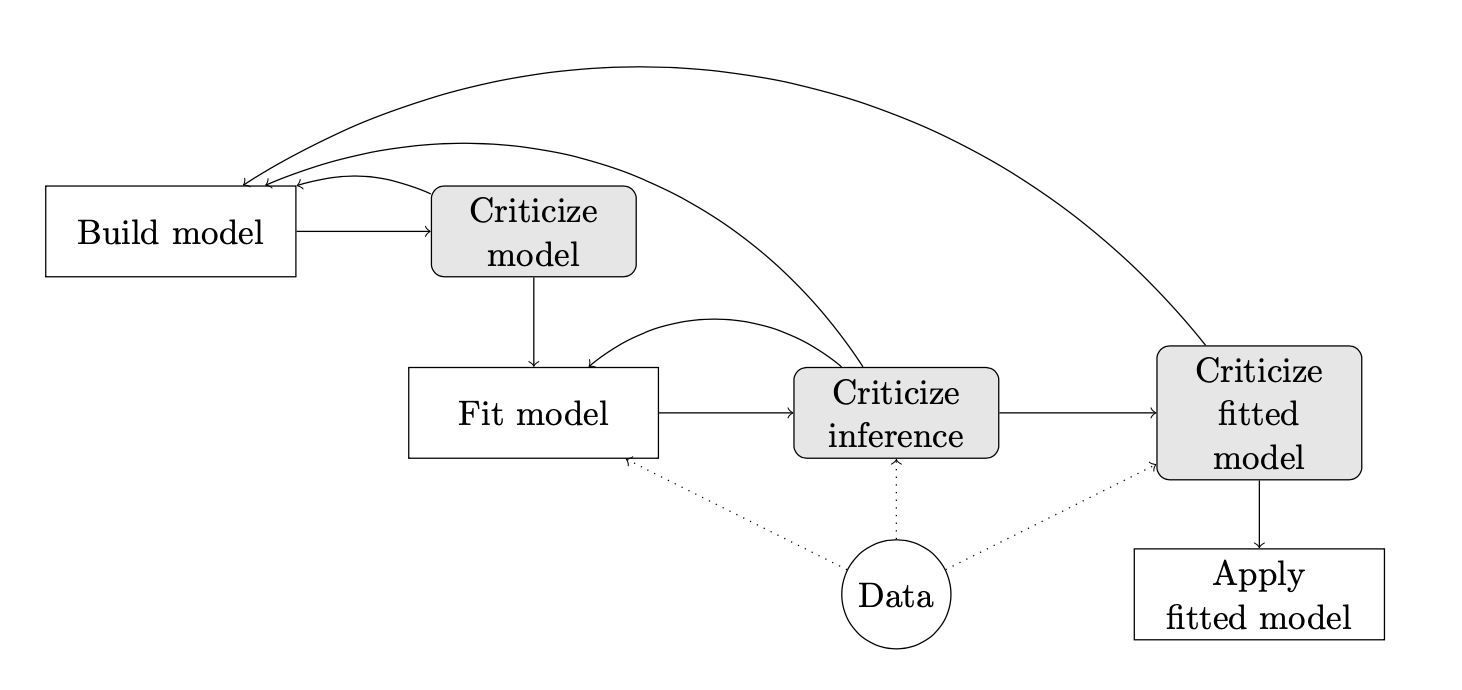 Build model
Criticize
model
Fit model
Criticize
inference
Criticize
fitted
model
Data
Apply
fitted model